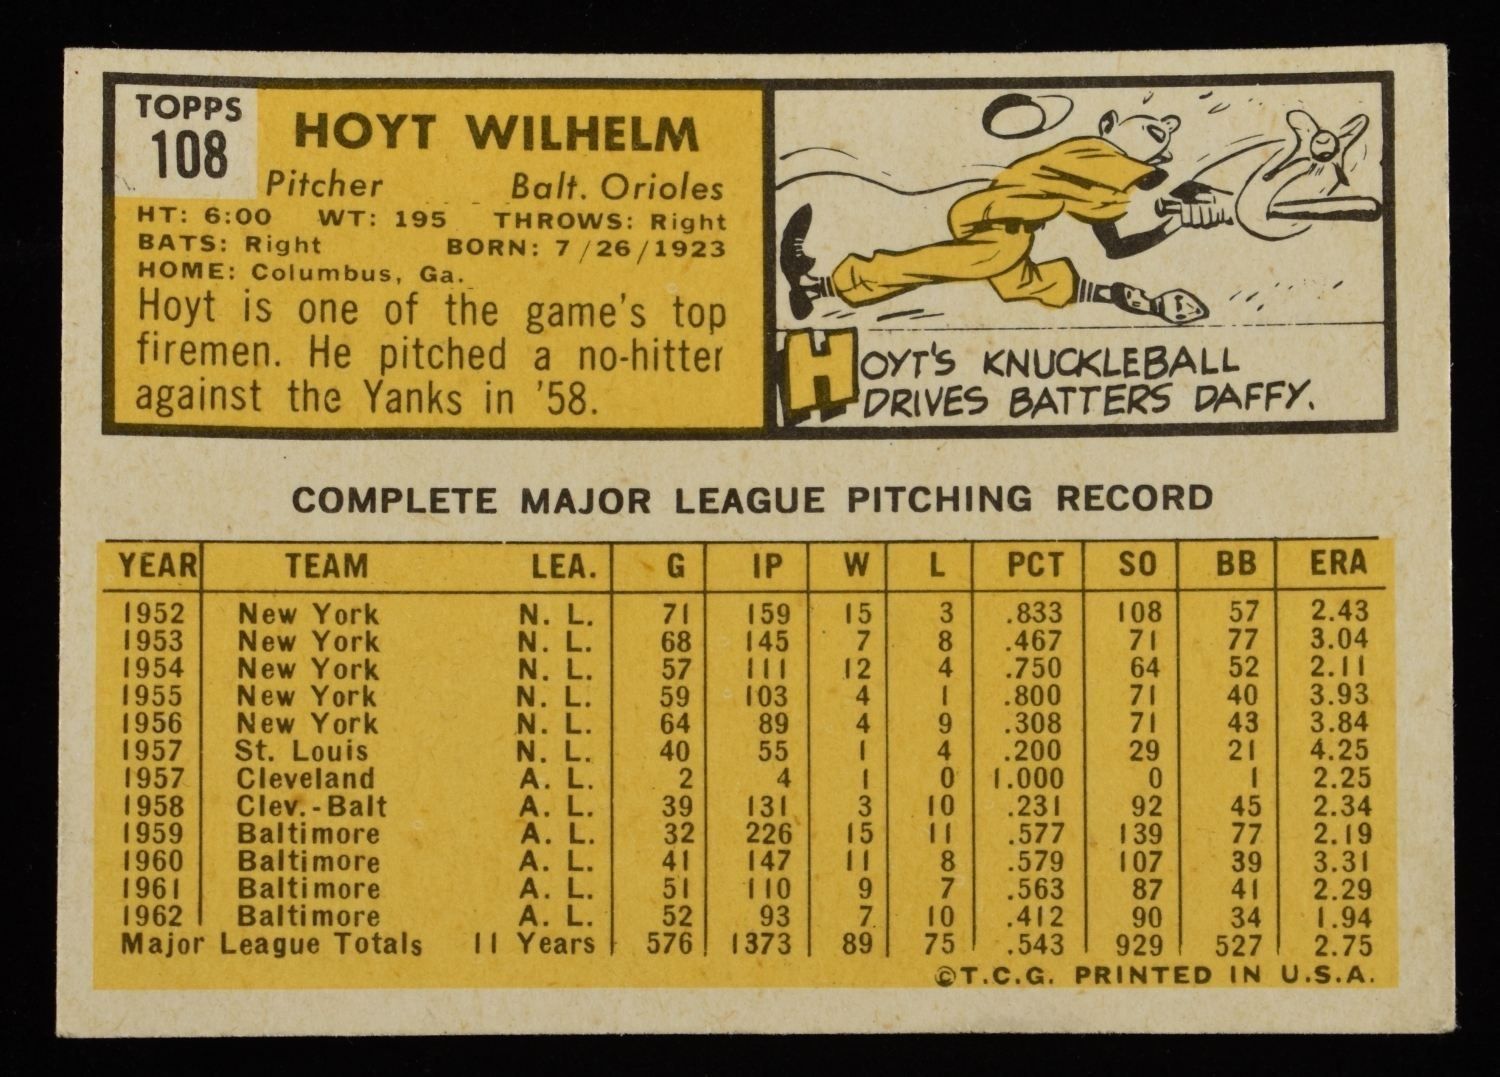 TOPPS
108
HOYT WILHELM
Pitcher Balt. Orioles
HT: 6:00 WT: 195 THROWS: Right
BATS: Right BORN: 7/26/1923
HOME: Columbus, Ga.
Hoyt is one of the game's top
firemen. He pitched a no-hitter
against the Yanks in '58.
HOYT'S KNUCKLEBALL
DRIVES BATTERS DAFFY.
COMPLETE MAJOR LEAGUE PITCHING RECORD
YEAR TEAM LEA. G IP W L PCT SO BB ERA
1952 New York N. L. 71 159 15 3 .833 108 57 2.43
1953 New York N. L. 68 145 7 8 .467 71 77 3.04
1954 New York N. L. 57 111 12 4 .750 64 52 2.11
1955 New York N. L. 59 103 4 1 .800 71 40 3.93
1956 New York N. L. 64 89 4 9 .308 71 43 3.84
1957 St. Louis N. L. 40 55 1 4 .200 29 21 4.25
1957 Cleveland A. L. 2 4 1 0 1.000 0 1 2.25
1958 Clev.-Balt A. L. 39 131 3 10 .231 92 45 2.34
1959 Baltimore A. L. 32 226 15 11 .577 139 77 2.19
1960 Baltimore A. L. 41 147 11 8 .579 107 39 3.31
1961 Baltimore A. L. 51 110 9 7 .563 87 41 2.29
1962 Baltimore A. L. 52 93 7 10 .412 90 34 1.94
Major League Totals 11 Years 576 1373 89 75 .543 929 527 2.75
©T.C.G. PRINTED IN U.S.A.